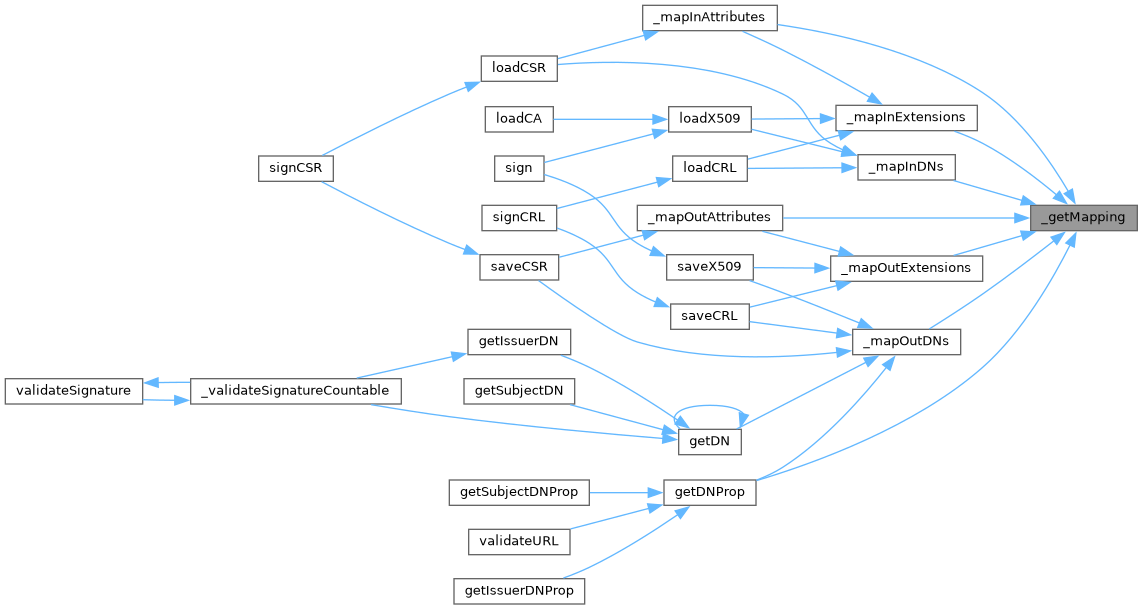 _mapInAttributes
loadCSR
loadCA
loadX509
_mapInExtensions
signCSR
sign
loadCRL
_mapInDNs
signCRL
_mapOutAttributes
_getMapping
saveCSR
saveX509
_mapOutExtensions
saveCRL
getIssuerDN
_mapOutDNs
validateSignature
_validateSignatureCountable
getSubjectDN
getDN
getSubjectDNProp
getDNProp
validateURL
getIssuerDNProp